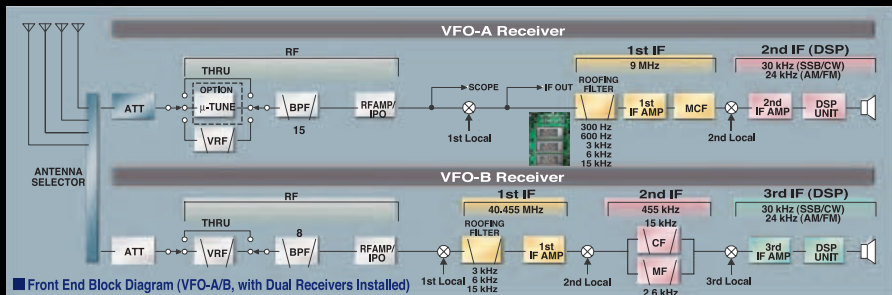 VFO-A Receiver
RF
1st IF
2nd IF (DSP)
9 MHz
30 kHz (SSB/CW)
24 kHz (AM/FM)
THRU
OPTION
μ-TUNE
ATT
VRF
BPF
15
RFAMP/
IPO
SCOPE
IF OUT
1st Local
ROOFING
FILTER
300 Hz
600 Hz
3 kHz
6 kHz
15 kHz
1st
IF AMP
MCF
2nd Local
2nd
IF AMP
DSP
UNIT
ANTENNA
SELECTOR
VFO-B Receiver
RF
1st IF
2nd IF
3rd IF (DSP)
40.455 MHz
455 kHz
30 kHz (SSB/CW)
24 kHz (AM/FM)
THRU
ATT
VRF
8
BPF
RFAMP/
IPO
1st Local
ROOFING
FILTER
3 kHz
6 kHz
15 kHz
1st
IF AMP
2nd Local
15 kHz
CF
MF
2.6 kHz
3rd Local
3rd
IF AMP
DSP
UNIT
■ Front End Block Diagram (VFO-A/B, with Dual Receivers Installed)